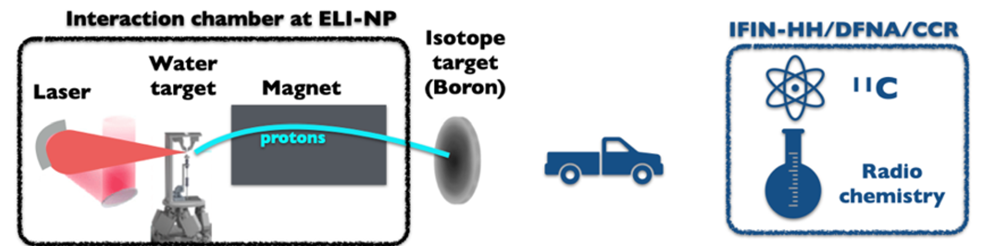 Interaction chamber at ELI-NP
Laser
Water
target
Magnet
protons
Isotope
target
(Boron)
IFIN-HH/DFNA/CCR
¹¹C
Radio
chemistry